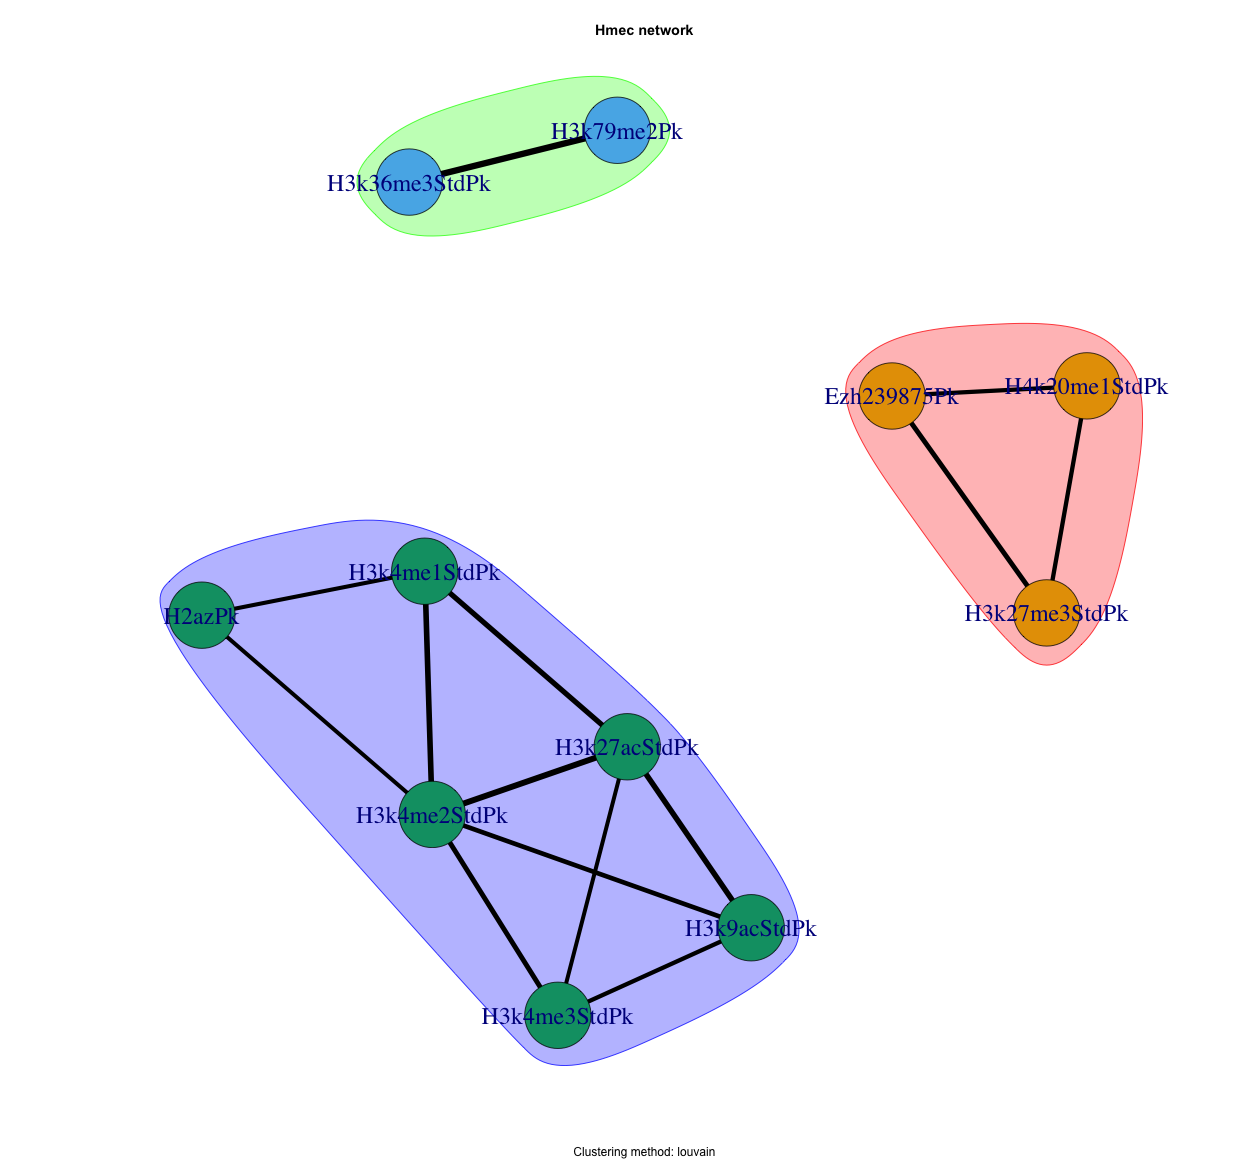 Hmec network
H3k79me2Pk
H3k36me3StdPk
H4k20me1StdPk
Ezh239875Pk
H3k4me1StdPk
H2azPk
H3k27me3StdPk
H3k27acStdPk
H3k4me2StdPk
H3k9acStdPk
H3k4me3StdPk
Clustering method: louvain